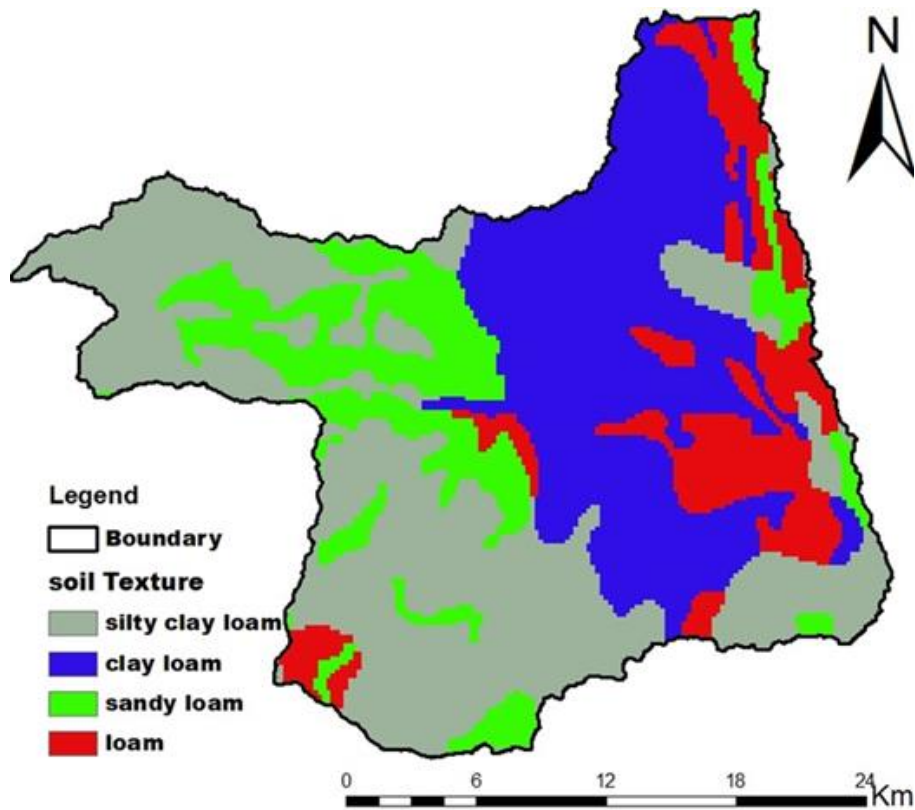 N
Legend
Boundary
soil Texture
silty clay loam
clay loam
sandy loam
loam
0 6 12 18 24 Km